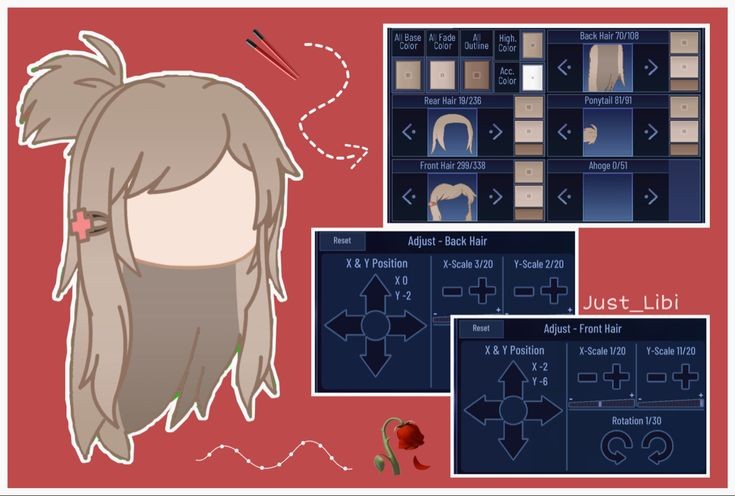 All Base Color
All Fade Color
All Outline
High. Color
Acc. Color
Back Hair 70/108
Rear Hair 19/236
Ponytail 81/91
Front Hair 299/338
Ahoge 0/51
Reset
Adjust - Back Hair
X & Y Position
X 0
Y -2
X-Scale 3/20
Y-Scale 2/20
- + -
Just_Libi
Reset
Adjust - Front Hair
X & Y Position
X -2
Y -6
X-Scale 1/20
Y-Scale 11/20
- + - +
Rotation 1/30